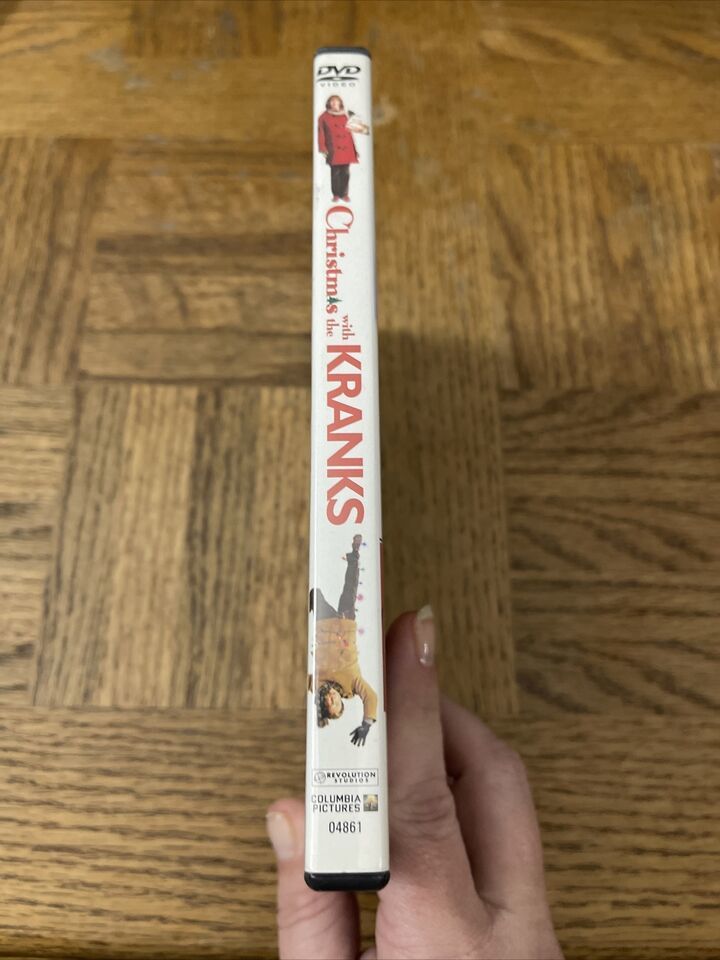 DVD
VIDEO
Christmas
with
the
KRANKS
REVOLUTION
STUDIOS
COLUMBIA
PICTURES
04861